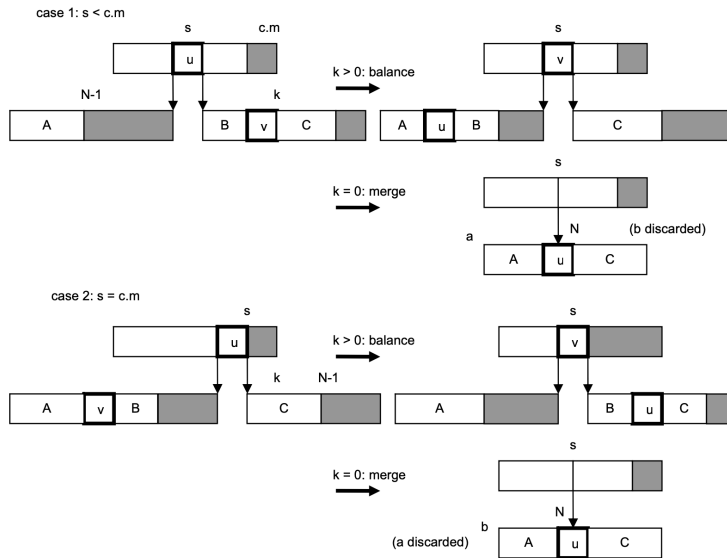 case 1: s < c.m
s c.m s
u v
k > 0: balance
N-1 k
A B v C A u B C
s
k = 0: merge
N (b discarded)
a
A u C
case 2: s = c.m
s s
u v
k > 0: balance
k N-1
A v B C A B u C
s
k = 0: merge
N
b
(a discarded) A u C